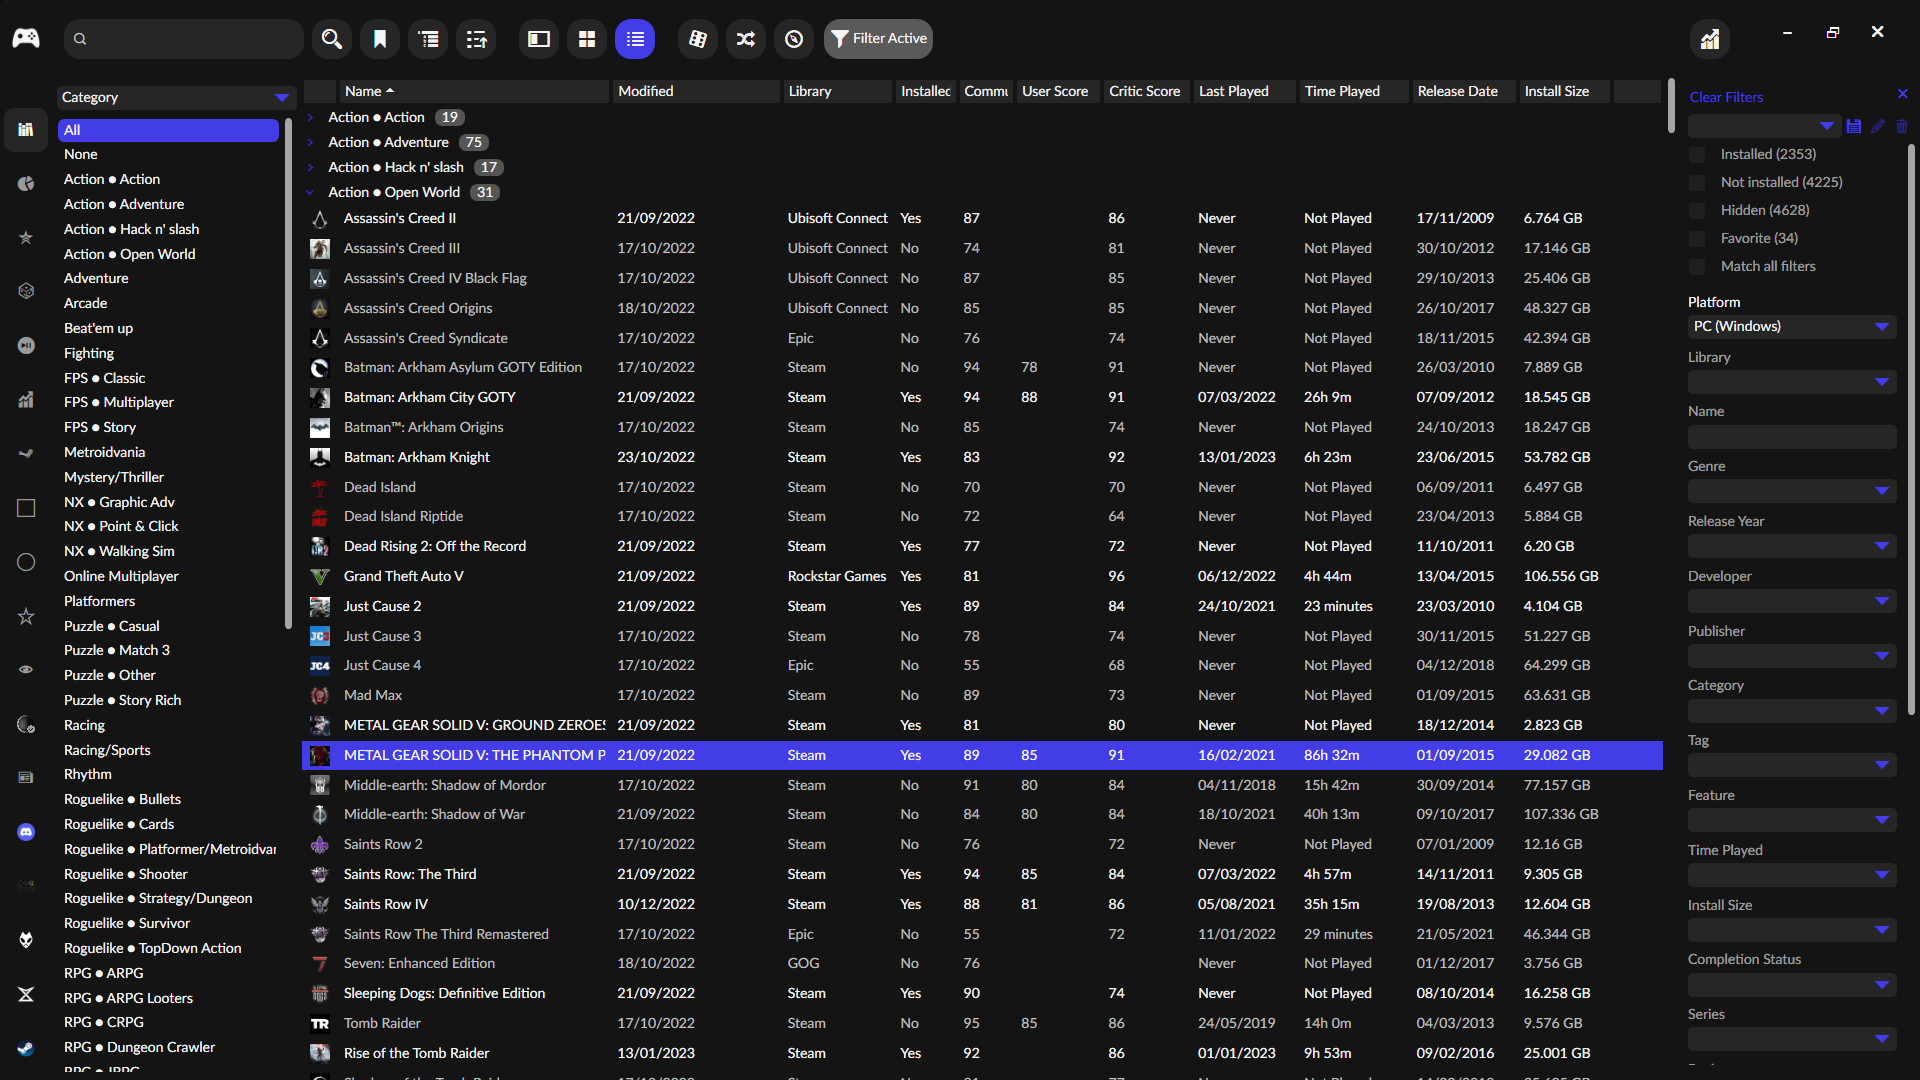 Filter Active
Category
All
None
Action ● Action
Action ● Adventure
Action ● Hack n' slash
Action ● Open World
Adventure
Arcade
Beat'em up
Fighting
FPS ● Classic
FPS ● Multiplayer
FPS ● Story
Metroidvania
Mystery/Thriller
NX ● Graphic Adv
NX ● Point & Click
NX ● Walking Sim
Online Multiplayer
Platformers
Puzzle ● Casual
Puzzle ● Match 3
Puzzle ● Other
Puzzle ● Story Rich
Racing
Racing/Sports
Rhythm
Roguelike ● Bullets
Roguelike ● Cards
Roguelike ● Platformer/Metroidvar
Roguelike ● Shooter
Roguelike ● Strategy/Dungeon
Roguelike ● Survivor
Roguelike ● TopDown Action
RPG ● ARPG
RPG ● ARPG Looters
RPG ● CRPG
RPG ● Dungeon Crawler
Name Modified Library Installed Commu User Score Critic Score Last Played Time Played Release Date Install Size
Action ● Action 19
Action ● Adventure 75
Action ● Hack n' slash 17
Action ● Open World 31
Assassin's Creed II 21/09/2022 Ubisoft Connect Yes 87 86 Never Not Played 17/11/2009 6.764 GB
Assassin's Creed III 17/10/2022 Ubisoft Connect No 74 81 Never Not Played 30/10/2012 17.146 GB
Assassin's Creed IV Black Flag 17/10/2022 Ubisoft Connect No 87 85 Never Not Played 29/10/2013 25.406 GB
Assassin's Creed Origins 18/10/2022 Ubisoft Connect No 85 85 Never Not Played 26/10/2017 48.327 GB
Assassin's Creed Syndicate 17/10/2022 Epic No 76 74 Never Not Played 18/11/2015 42.394 GB
Batman: Arkham Asylum GOTY Edition 17/10/2022 Steam No 94 78 91 Never Not Played 26/03/2010 7.889 GB
Batman: Arkham City GOTY 21/09/2022 Steam Yes 94 88 91 07/03/2022 26h 9m 07/09/2012 18.545 GB
Batman™: Arkham Origins 17/10/2022 Steam No 85 74 Never Not Played 24/10/2013 18.247 GB
Batman: Arkham Knight 23/10/2022 Steam Yes 83 92 13/01/2023 6h 23m 23/06/2015 53.782 GB
Dead Island 17/10/2022 Steam No 70 70 Never Not Played 06/09/2011 6.497 GB
Dead Island Riptide 17/10/2022 Steam No 72 64 Never Not Played 23/04/2013 5.884 GB
Dead Rising 2: Off the Record 21/09/2022 Steam Yes 77 72 Never Not Played 11/10/2011 6.20 GB
Grand Theft Auto V 21/09/2022 Rockstar Games Yes 81 96 06/12/2022 4h 44m 13/04/2015 106.556 GB
Just Cause 2 21/09/2022 Steam Yes 89 84 24/10/2021 23 minutes 23/03/2010 4.104 GB
JC3 Just Cause 3 17/10/2022 Steam No 78 74 Never Not Played 30/11/2015 51.227 GB
JC4 Just Cause 4 17/10/2022 Epic No 55 68 Never Not Played 04/12/2018 64.299 GB
Mad Max 17/10/2022 Steam No 89 73 Never Not Played 01/09/2015 63.631 GB
METAL GEAR SOLID V: GROUND ZEROES 21/09/2022 Steam Yes 81 80 Never Not Played 18/12/2014 2.823 GB
METAL GEAR SOLID V: THE PHANTOM P 21/09/2022 Steam Yes 89 85 91 16/02/2021 86h 32m 01/09/2015 29.082 GB
Middle-earth: Shadow of Mordor 17/10/2022 Steam No 91 80 84 04/11/2018 15h 42m 30/09/2014 77.157 GB
Middle-earth: Shadow of War 21/09/2022 Steam No 84 80 84 18/10/2021 40h 13m 09/10/2017 107.336 GB
Saints Row 2 17/10/2022 Steam No 76 72 Never Not Played 07/01/2009 12.16 GB
Saints Row: The Third 21/09/2022 Steam Yes 94 85 84 07/03/2022 4h 57m 14/11/2011 9.305 GB
Saints Row IV 10/12/2022 Steam Yes 88 81 86 05/08/2021 35h 15m 19/08/2013 12.604 GB
Saints Row The Third Remastered 17/10/2022 Epic No 55 72 11/01/2022 29 minutes 21/05/2021 46.344 GB
Seven: Enhanced Edition 18/10/2022 GOG No 76 Never Not Played 01/12/2017 3.756 GB
Sleeping Dogs: Definitive Edition 21/09/2022 Steam Yes 90 74 Never Not Played 08/10/2014 16.258 GB
TR Tomb Raider 17/10/2022 Steam No 95 85 86 24/05/2019 14h 0m 04/03/2013 9.576 GB
Rise of the Tomb Raider 13/01/2023 Steam Yes 92 86 01/01/2023 9h 53m 09/02/2016 25.001 GB
Clear Filters
Installed (2353)
Not installed (4225)
Hidden (4628)
Favorite (34)
Match all filters
Platform
PC (Windows)
Library
Name
Genre
Release Year
Developer
Publisher
Category
Tag
Feature
Time Played
Install Size
Completion Status
Series